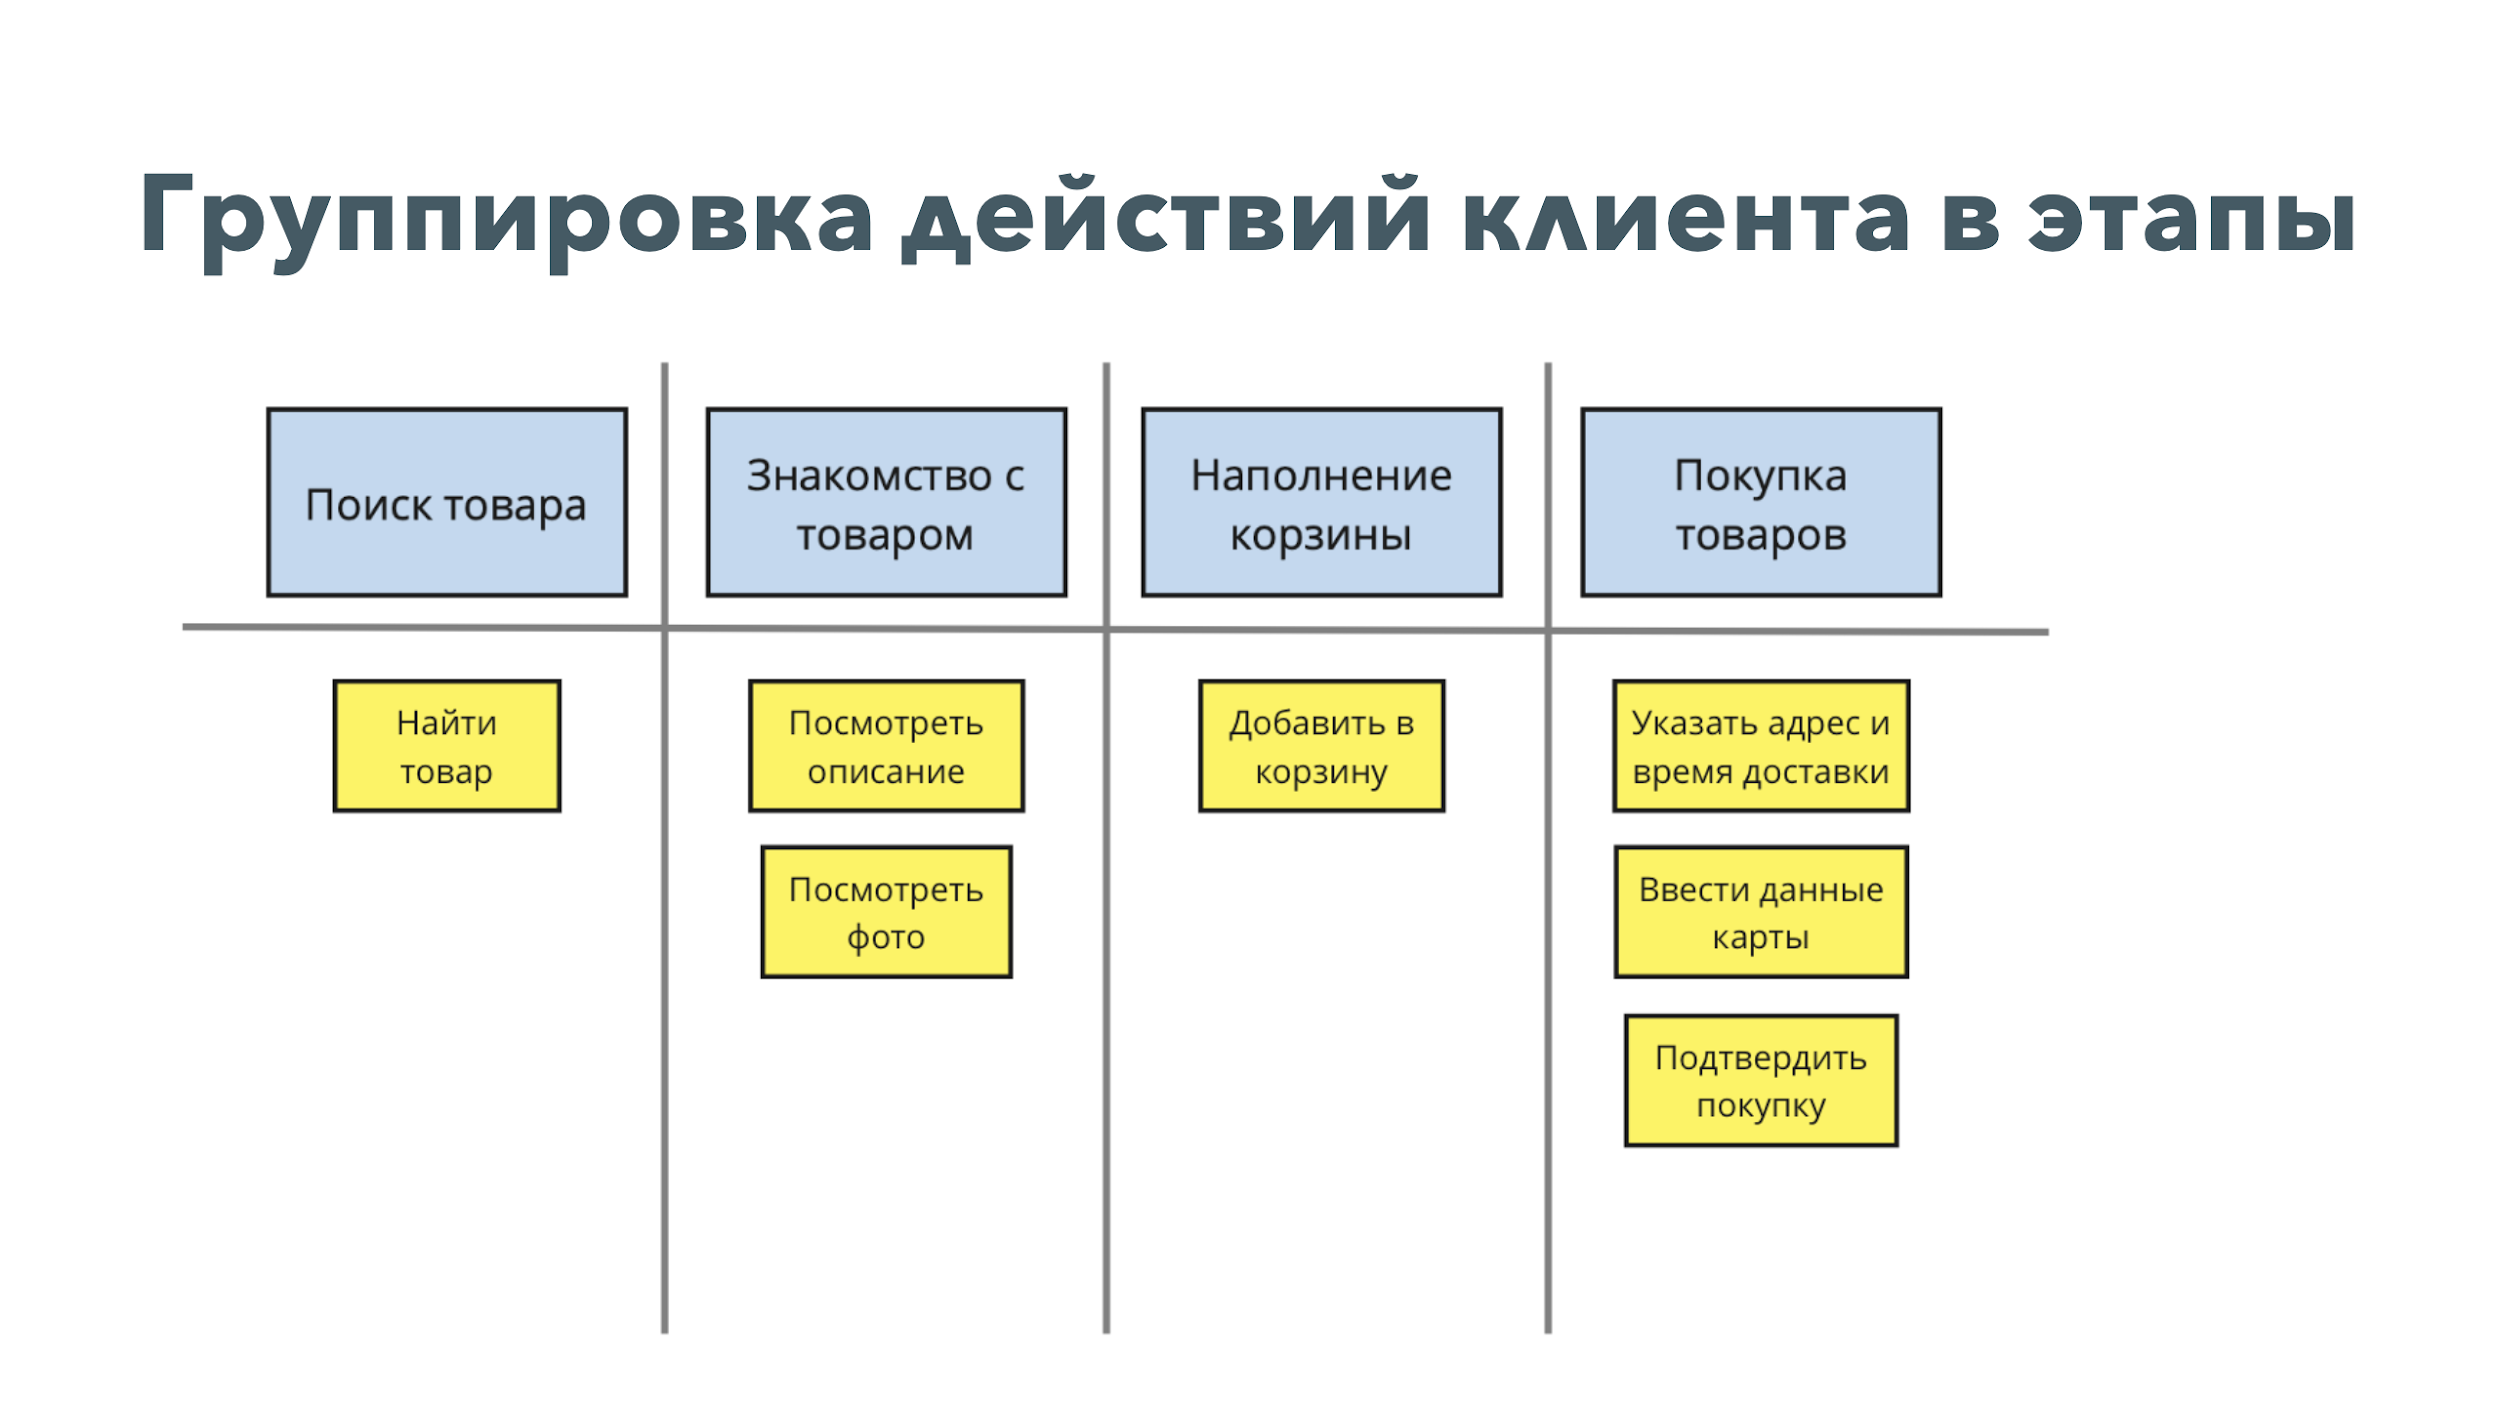 Группировка действий клиента в этапы
Поиск товара
Знакомство с
товаром
Наполнение
корзины
Покупка
товаров
Найти
товар
Посмотреть
описание
Посмотреть
фото
Добавить в
корзину
Указать адрес и
время доставки
Ввести данные
карты
Подтвердить
покупку